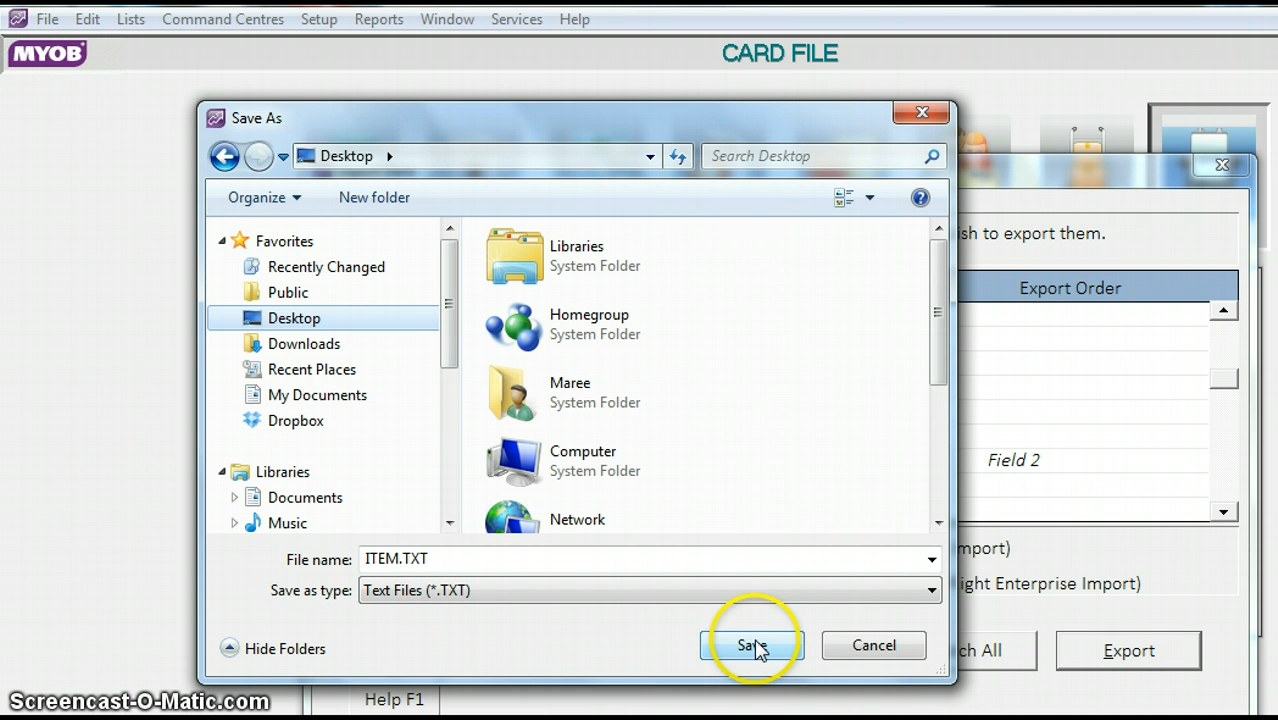 File Edit Lists Command Centres Setup Reports Window Services Help
MYOB
CARD FILE
Save As
Desktop
Search Desktop
Organize
New folder
Favorites
Recently Changed
Public
Desktop
Downloads
Recent Places
My Documents
Dropbox
Libraries
Documents
Music
Libraries
System Folder
Homegroup
System Folder
Maree
System Folder
Computer
System Folder
Network
File name: ITEM.TXT
Save as type: Text Files (*.TXT)
Hide Folders
Save
Cancel
ish to export them.
Export Order
Field 2
mport)
ight Enterprise Import)
ch All
Export
Help F1
Screencast-O-Matic.com